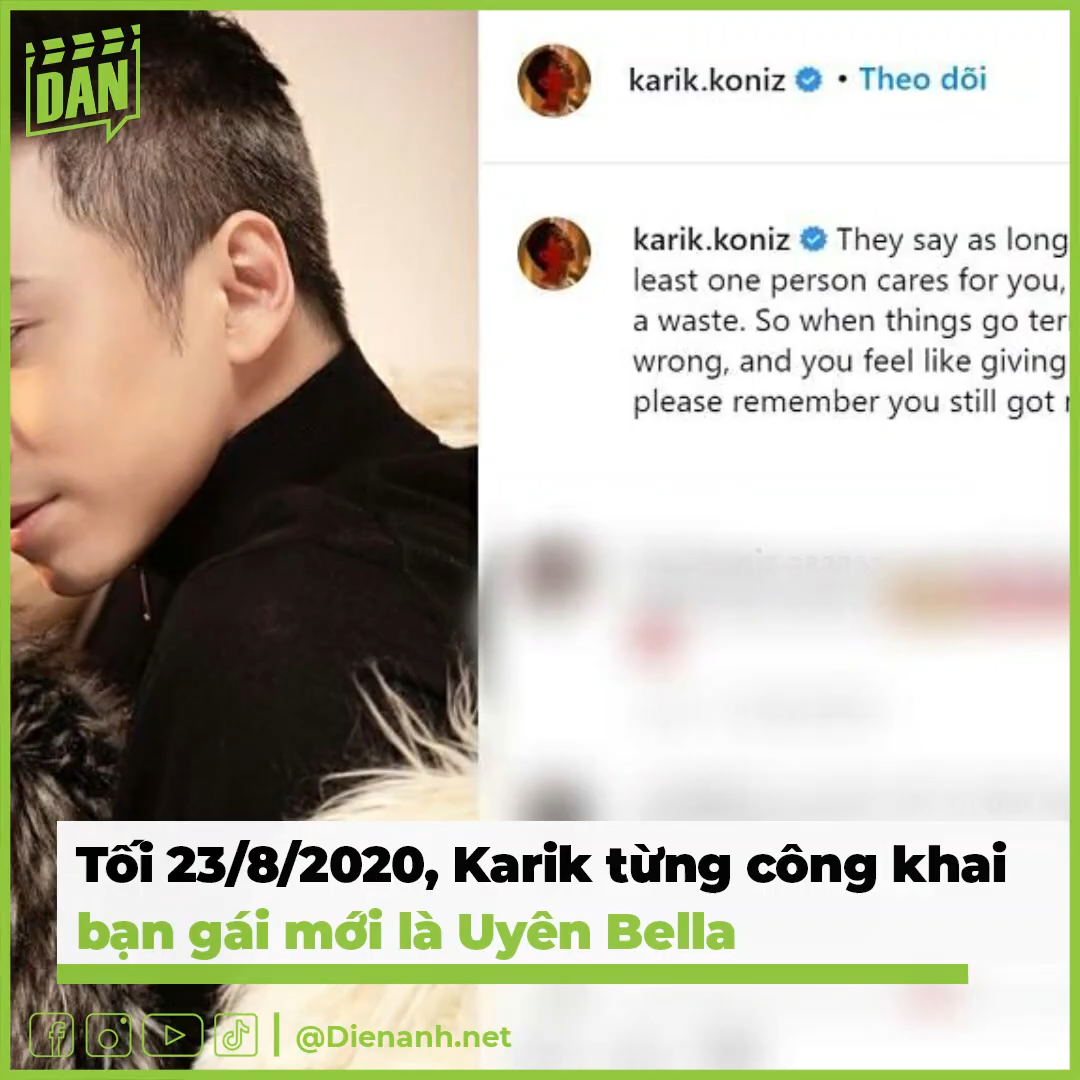 DAN
karik.koniz • Theo dõi
karik.koniz They say as long
least one person cares for you,
a waste. So when things go
wrong, and you feel like giving
please remember you still got
Tối 23/8/2020, Karik từng công khai
bạn gái mới là Uyên Bella
@Dienanh.net